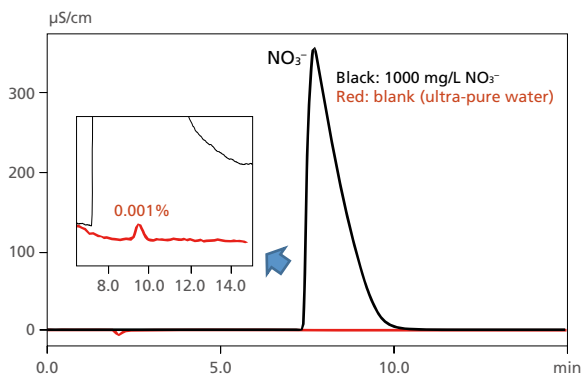 µS/cm
NO₃⁻
Black: 1000 mg/L NO₃⁻
Red: blank (ultra-pure water)
300
200
0.001%
100
8.0 10.0 12.0 14.0
0
0.0 5.0 10.0 min